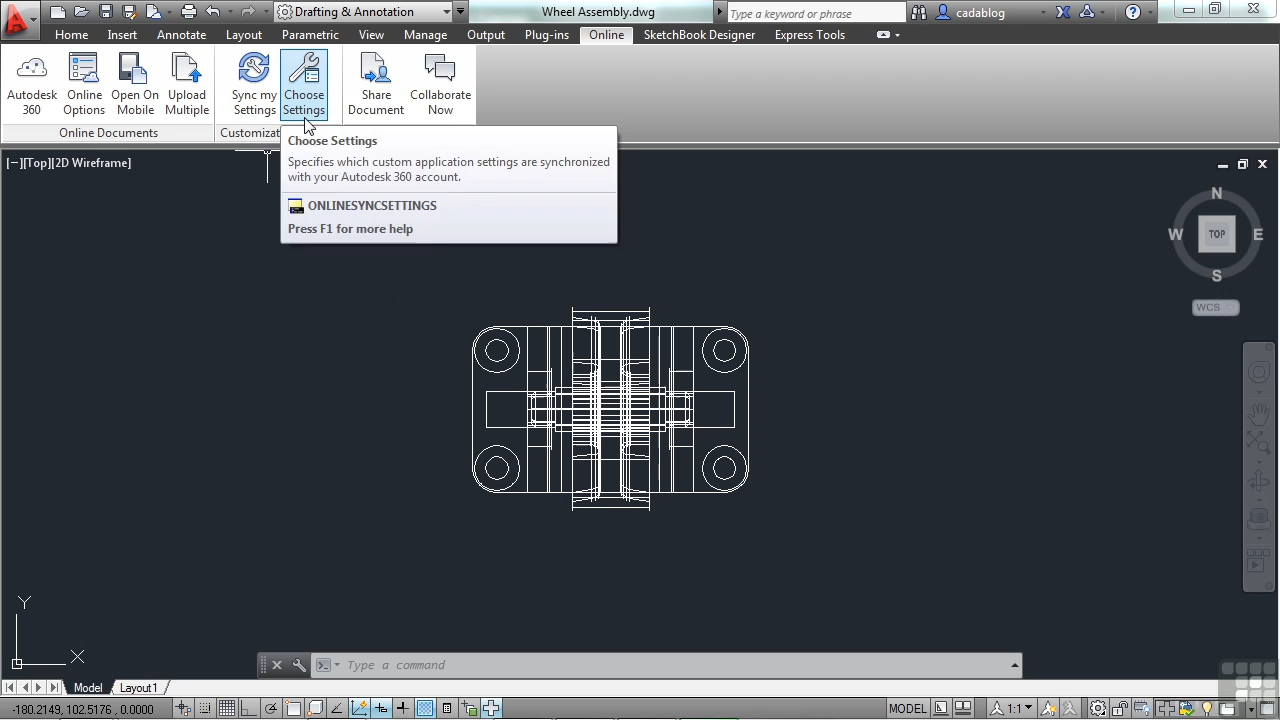 Drafting & Annotation
Wheel Assembly.dwg
Type a keyword or phrase
cadablog
Home Insert Annotate Layout Parametric View Manage Output Plug-ins Online SketchBook Designer Express Tools
Autodesk 360
Online Options
Open On Mobile
Upload Multiple
Sync my Settings
Choose Settings
Share Document
Collaborate Now
Online Documents
Customizat
Choose Settings
Specifies which custom application settings are synchronized
with your Autodesk 360 account.
ONLINESYNCSETTINGS
Press F1 for more help
[−][Top][2D Wireframe]
N
W
TOP
E
S
WCS
Y
X
Type a command
Model
Layout1
-180.2149, 102.5176 , 0.0000
MODEL
1:1